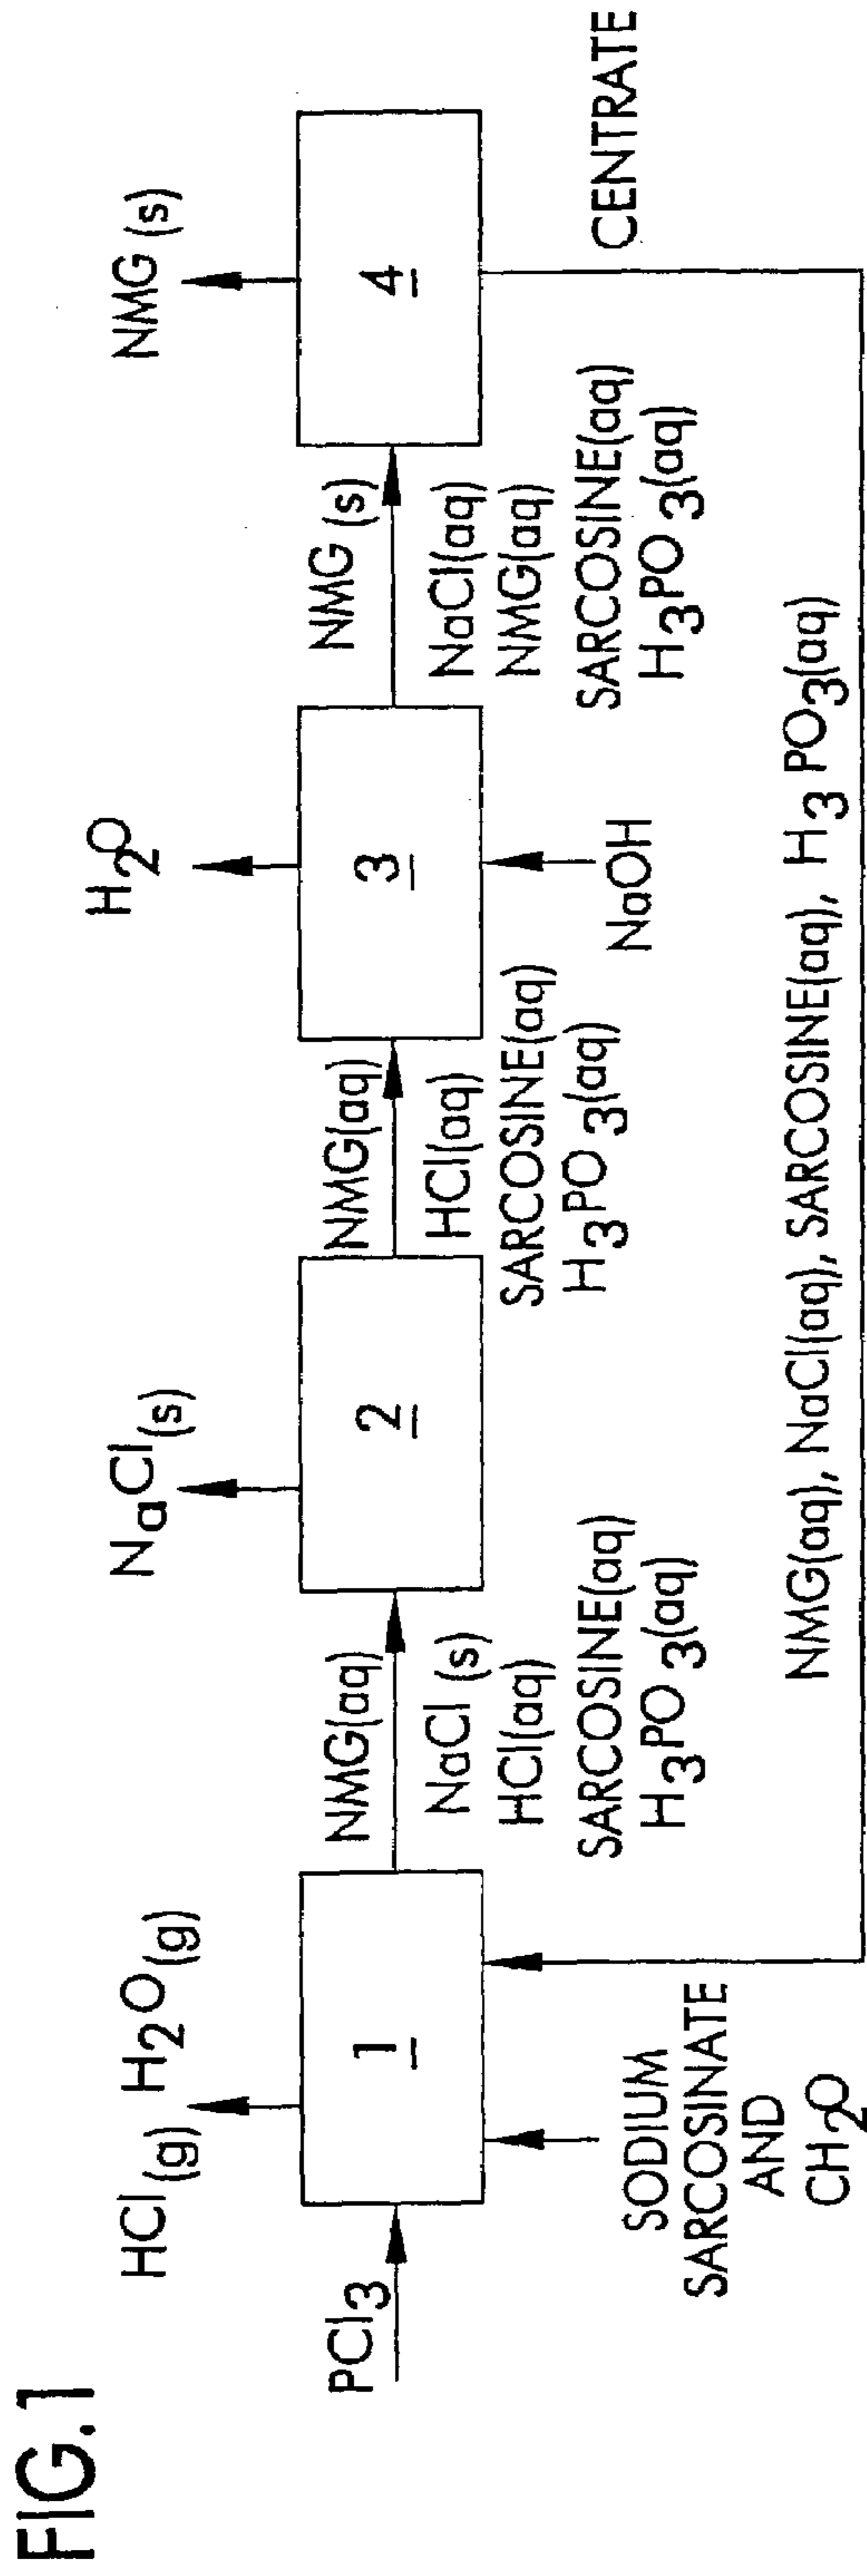 FIG.1
PCl3
HCl(g) H2O(g)
1
SODIUM
SARCOSINATE
AND
CH2O
NMG(aq)
NaCl(s)
HCl(aq)
SARCOSINE(aq)
H3PO3(aq)
NaCl(s)
2
NMG(aq)
HCl(aq)
SARCOSINE(aq)
H3PO3(aq)
H2O
3
NaOH
NMG(s)
NaCl(aq)
NMG(aq)
SARCOSINE(aq)
H3PO3(aq)
NMG(s)
4
CENTRATE
NMG(aq), NaCl(aq), SARCOSINE(aq), H3PO3(aq)